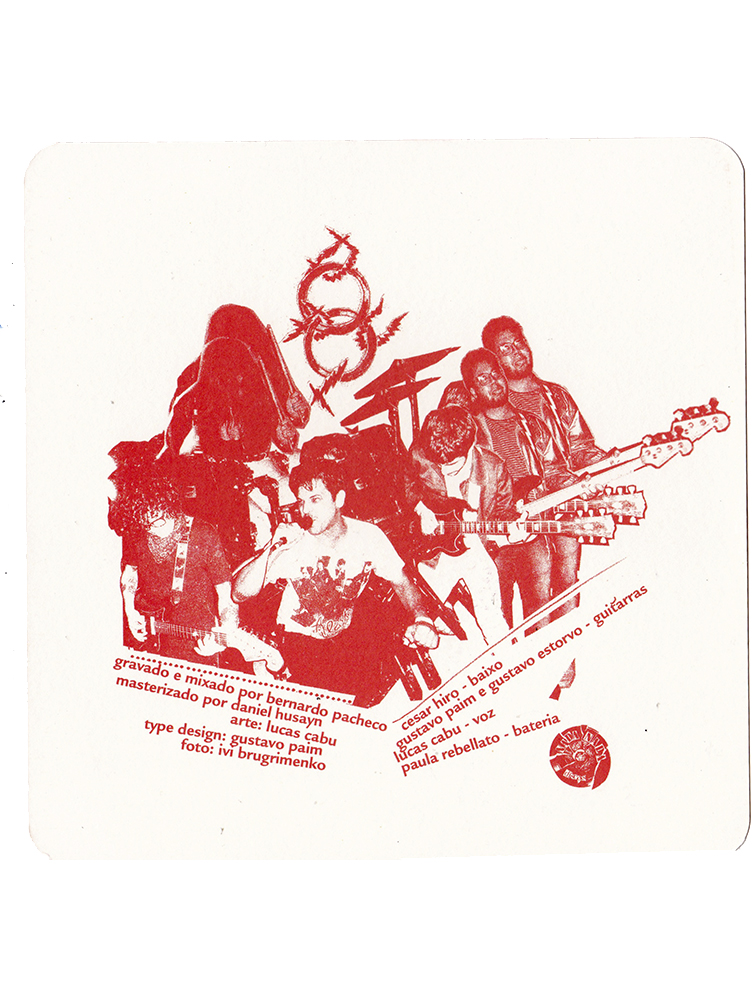 gravado e mixado por bernardo pacheco
masterizado por daniel husayn
arte: lucas cabu
type design: gustavo paim
foto: ivi brugrimenko
cesar hiro - baixo
gustavo paim e gustavo estorvo - guitarras
lucas cabu - voz
paula rebellato - bateria